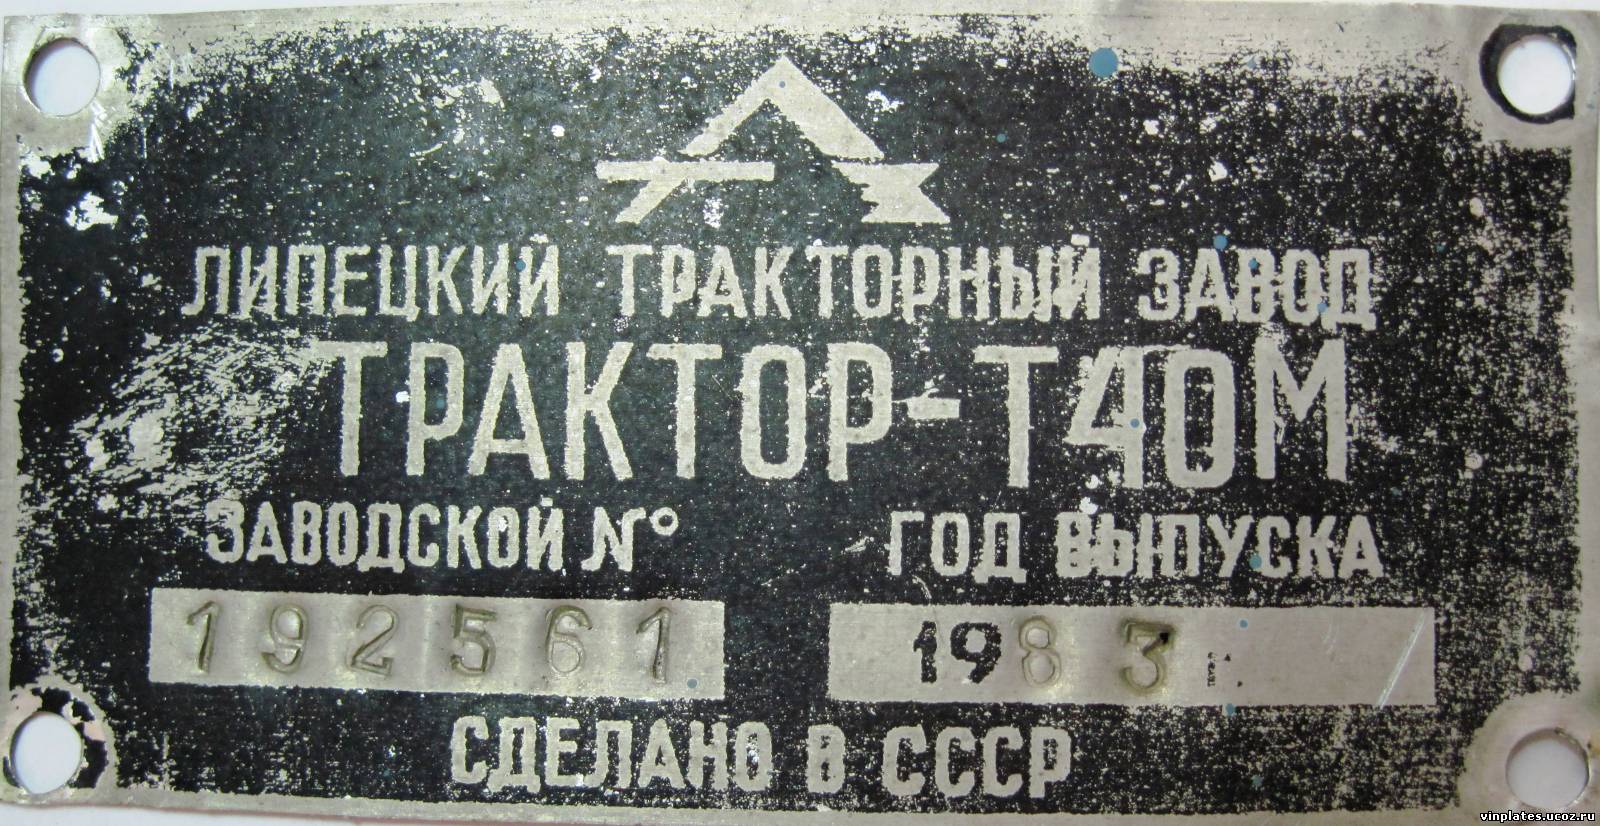 ЛИПЕЦКИЙ ТРАКТОРНЫЙ ЗАВОД
ТРАКТОР-Т40М
ЗАВОДСКОЙ № ГОД ВЫПУСКА
192561 1983 г.
СДЕЛАНО В СССР
vinplates.ucoz.ru